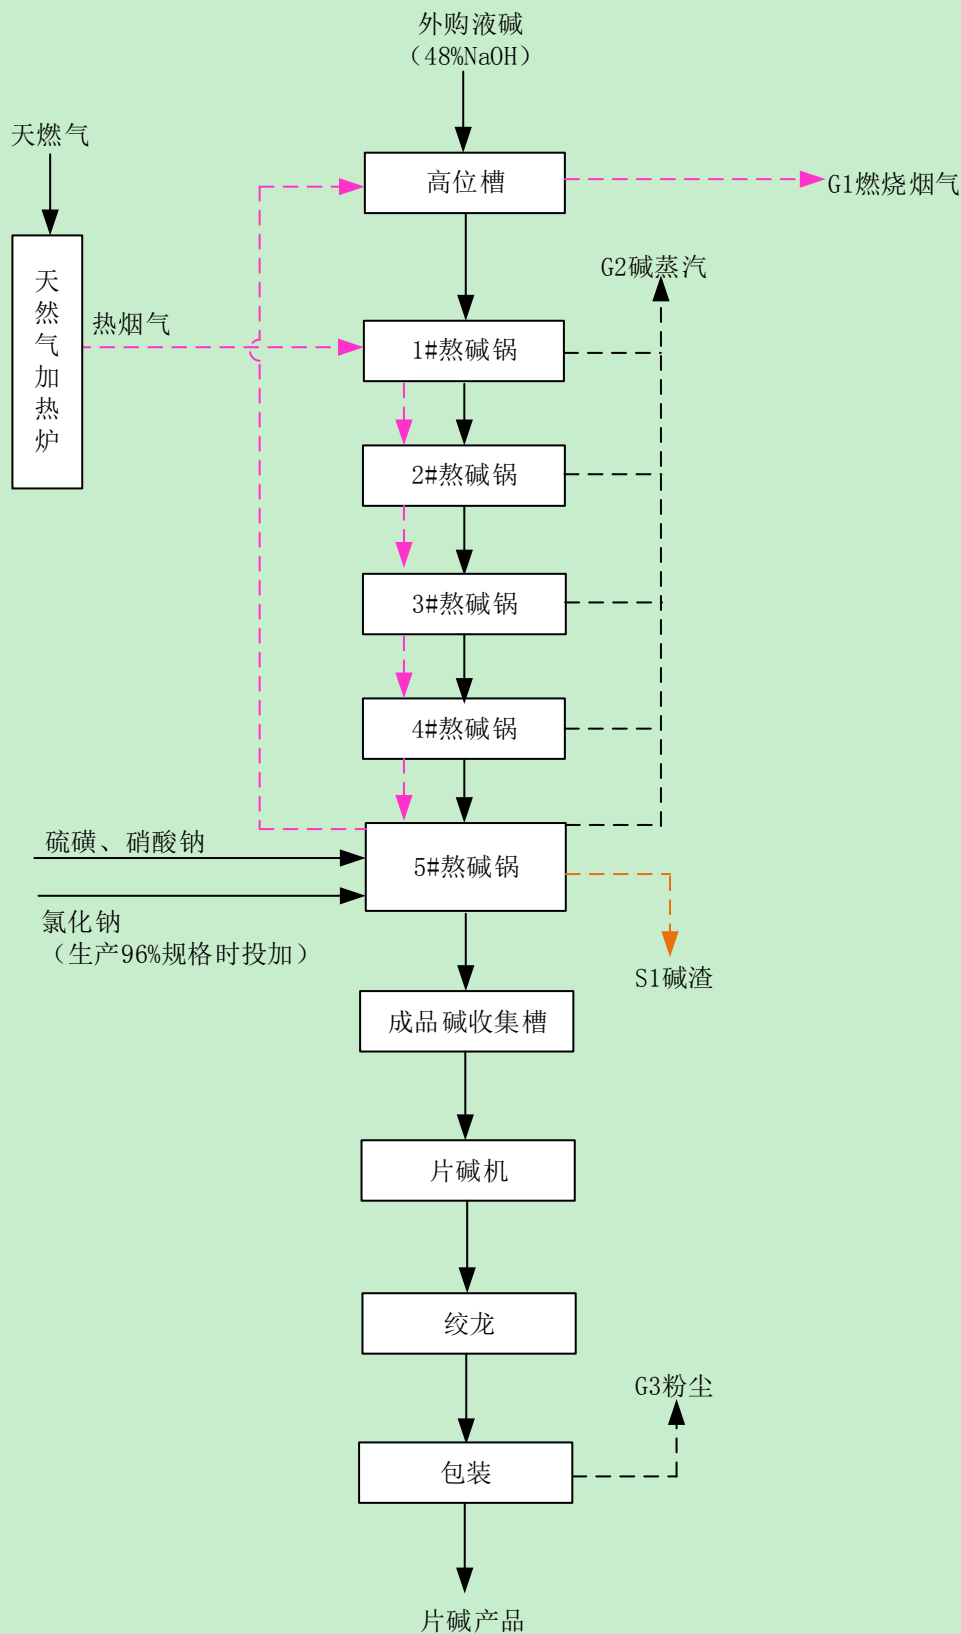 外购液碱
（48%NaOH）
天燃气
高位槽
G1燃烧烟气
天然气加热炉
G2碱蒸汽
热烟气
1#熬碱锅
2#熬碱锅
3#熬碱锅
4#熬碱锅
硫磺、硝酸钠
5#熬碱锅
氯化钠
（生产96%规格时投加）
S1碱渣
成品碱收集槽
片碱机
绞龙
G3粉尘
包装
片碱产品